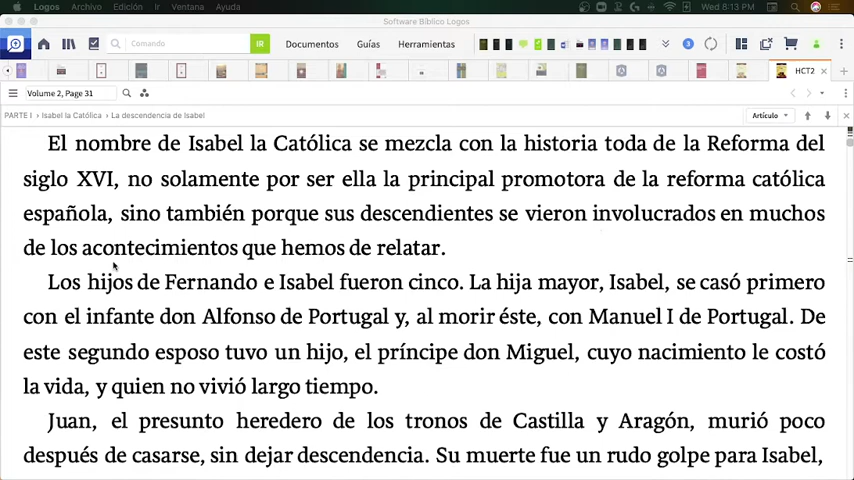 Logos Archivo Edición Ir Ventana Ayuda Wed 8:13 PM
Software Bíblico Logos
Comando IR Documentos Guías Herramientas 3
HCT2
Volume 2, Page 31
PARTE I › Isabel la Católica › La descendencia de Isabel Artículo
El nombre de Isabel la Católica se mezcla con la historia toda de la Reforma del
siglo XVI, no solamente por ser ella la principal promotora de la reforma católica
española, sino también porque sus descendientes se vieron involucrados en muchos
de los acontecimientos que hemos de relatar.
Los hijos de Fernando e Isabel fueron cinco. La hija mayor, Isabel, se casó primero
con el infante don Alfonso de Portugal y, al morir éste, con Manuel I de Portugal. De
este segundo esposo tuvo un hijo, el príncipe don Miguel, cuyo nacimiento le costó
la vida, y quien no vivió largo tiempo.
Juan, el presunto heredero de los tronos de Castilla y Aragón, murió poco
después de casarse, sin dejar descendencia. Su muerte fue un rudo golpe para Isabel,